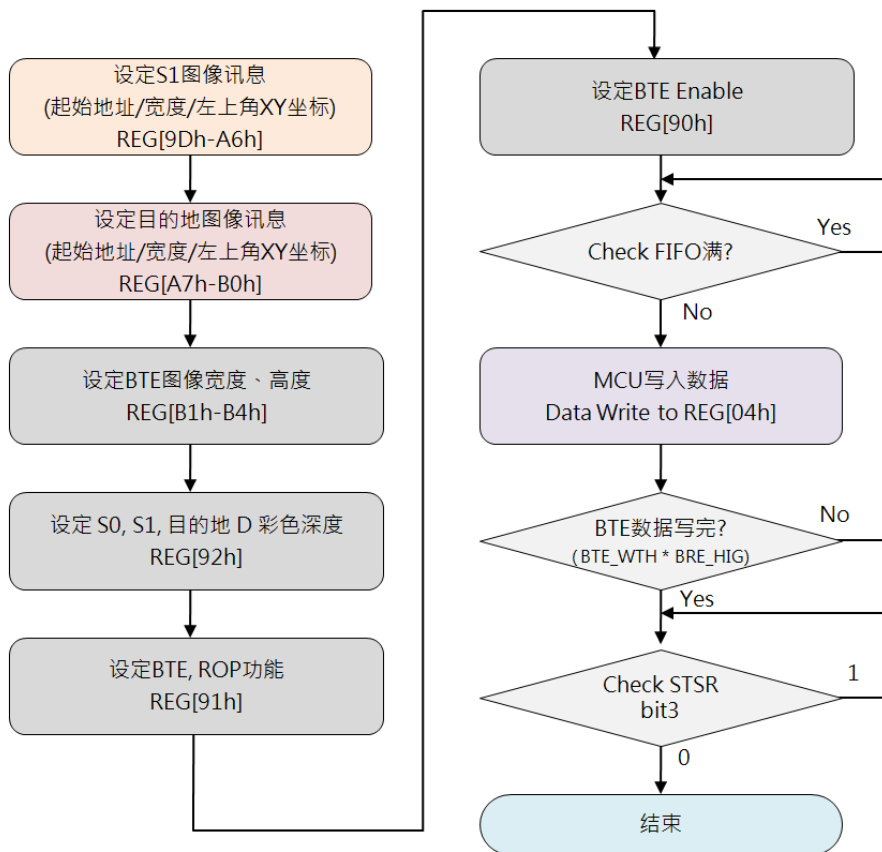 设定S1图像讯息
(起始地址/宽度/左上角XY坐标)
REG[9Dh-A6h]
设定目的地图像讯息
(起始地址/宽度/左上角XY坐标)
REG[A7h-B0h]
设定BTE图像宽度、高度
REG[B1h-B4h]
设定 S0, S1, 目的地 D 彩色深度
REG[92h]
设定BTE, ROP功能
REG[91h]
设定BTE Enable
REG[90h]
Check FIFO满?
Yes
No
MCU写入数据
Data Write to REG[04h]
BTE数据写完?
( BTE_WTH * BRE_HIG)
No
Yes
Check STSR
bit3
1
0
结束